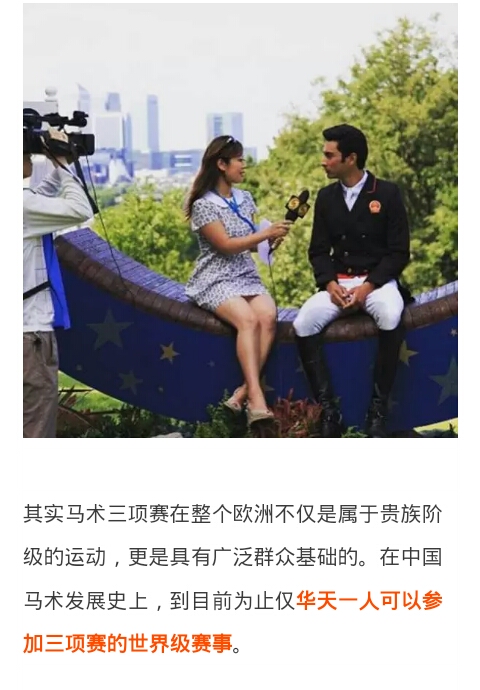 其实马术三项赛在整个欧洲不仅是属于贵族阶
级的运动，更是具有广泛群众基础的。在中国
马术发展史上，到目前为止仅华天一人可以参
加三项赛的世界级赛事。